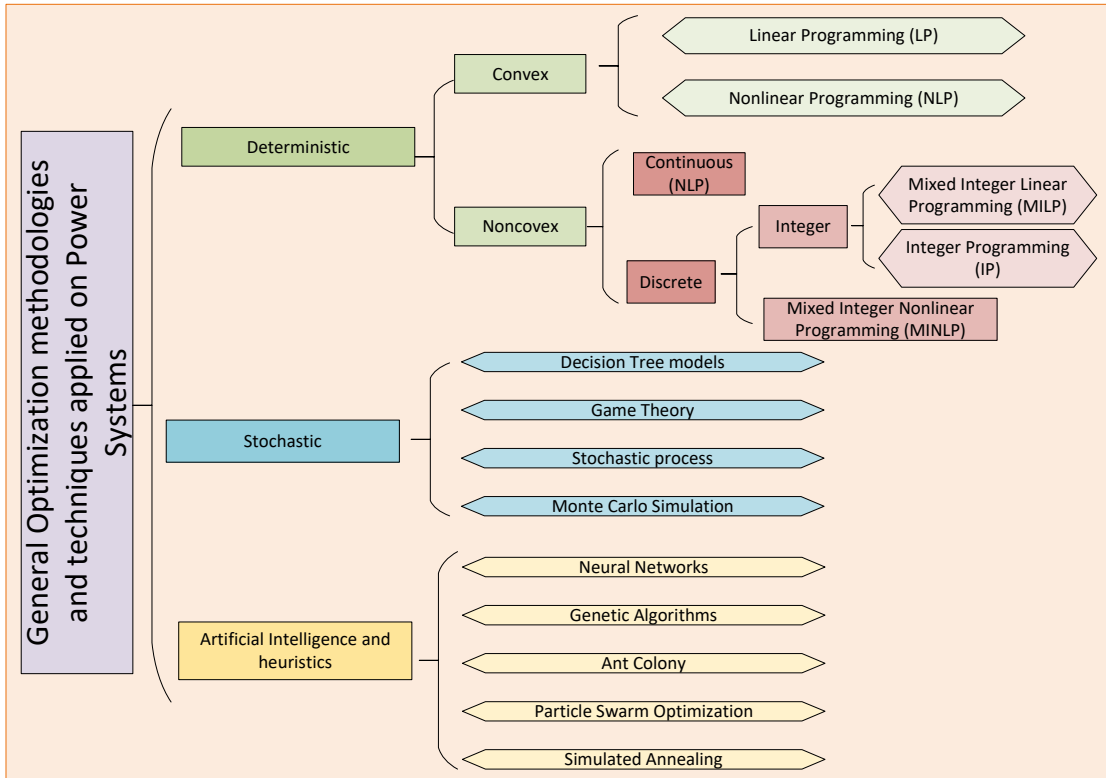 General Optimization methodologies
and techniques applied on Power
Systems
Deterministic
Convex
Linear Programming (LP)
Nonlinear Programming (NLP)
Noncovex
Continuous
(NLP)
Discrete
Integer
Mixed Integer Linear
Programming (MILP)
Integer Programming
(IP)
Mixed Integer Nonlinear
Programming (MINLP)
Stochastic
Decision Tree models
Game Theory
Stochastic process
Monte Carlo Simulation
Artificial Intelligence and
heuristics
Neural Networks
Genetic Algorithms
Ant Colony
Particle Swarm Optimization
Simulated Annealing